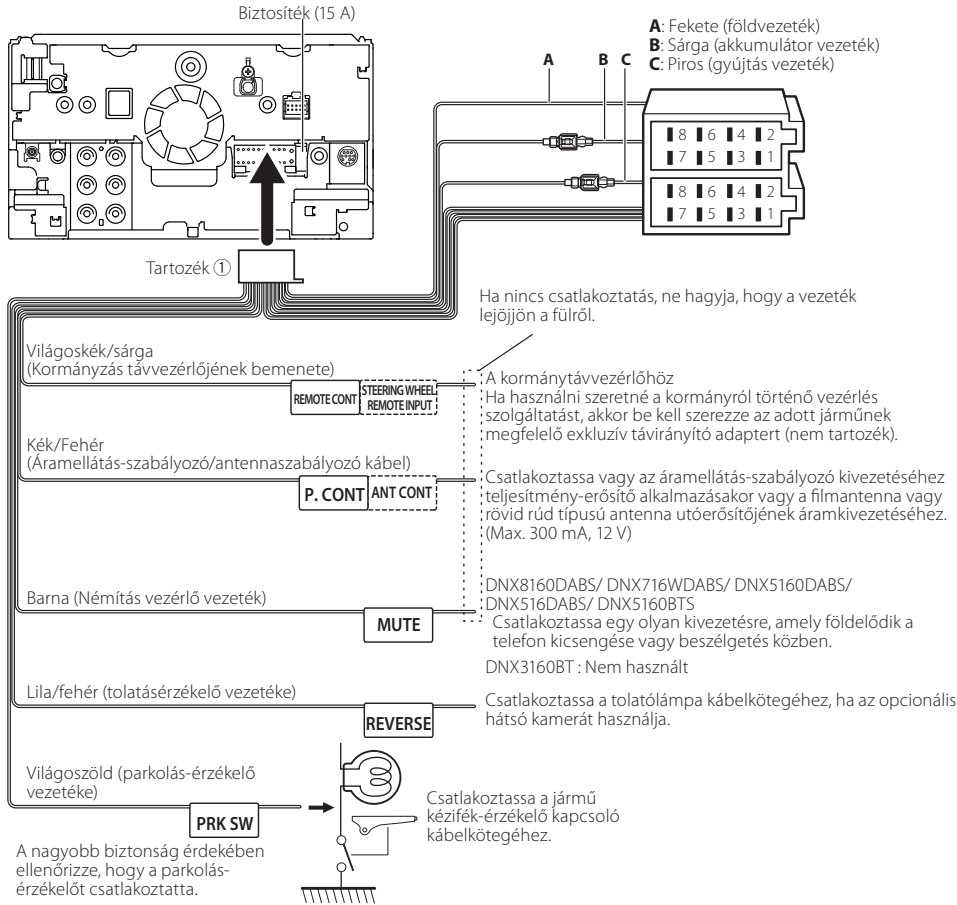 Biztosíték (15 A)
A: Fekete (földvezeték)
B: Sárga (akkumulátor vezeték)
C: Piros (gyújtás vezeték)
A B C
8 6 4 2
7 5 3 1
8 6 4 2
7 5 3 1
Tartozék ①
Ha nincs csatlakoztatás, ne hagyja, hogy a vezeték
lejöjjön a fülről.
Világoskék/sárga
(Kormányzás távvezérlőjének bemenete)
REMOTE CONT
STEERING WHEEL
REMOTE INPUT
A kormánytávvezérlőhöz
Ha használni szeretné a kormányról történő vezérlés
szolgáltatást, akkor be kell szerezze az adott járműnek
megfelelő exkluzív távirányító adaptert (nem tartozék).
Kék/Fehér
(Áramellátás-szabályozó/antennaszabályozó kábel)
P. CONT ANT CONT
Csatlakoztassa vagy az áramellátás-szabályozó kivezetéséhez
teljesítmény-erősítő alkalmazásakor vagy a filmantenna vagy
rövid rúd típusú antenna utóerősítőjének áramkivezetéséhez.
(Max. 300 mA, 12 V)
Barna (Némítás vezérlő vezeték)
MUTE
DNX8160DABS/ DNX716WDABS/ DNX5160DABS/
DNX516DABS/ DNX5160BTS
Csatlakoztassa egy olyan kivezetésre, amely földelődik a
telefon kicsengése vagy beszélgetés közben.
DNX3160BT : Nem használt
Lila/fehér (tolatásérzékelő vezetéke)
REVERSE
Csatlakoztassa a tolatólámpa kábelkötegéhez, ha az opcionális
hátsó kamerát használja.
Világoszöld (parkolás-érzékelő
vezetéke)
PRK SW
Csatlakoztassa a jármű
kézifék-érzékelő kapcsoló
kábelkötegéhez.
A nagyobb biztonság érdekében
ellenőrizze, hogy a parkolás-
érzékelőt csatlakoztatta.